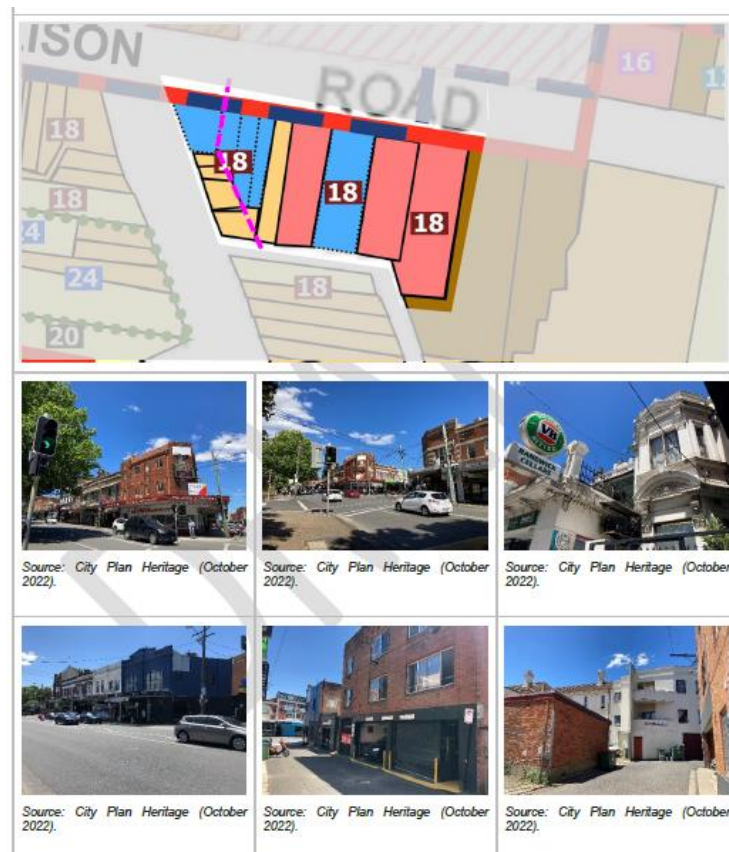 ISON
ROAD
16
18
18
18
18
18
24
24
18
20
Source: City Plan Heritage (October 2022).
Source: City Plan Heritage (October 2022).
VB
RANDWICK
CELLARS
Source: City Plan Heritage (October 2022).
Source: City Plan Heritage (October 2022).
Source: City Plan Heritage (October 2022).
Source: City Plan Heritage (October 2022).